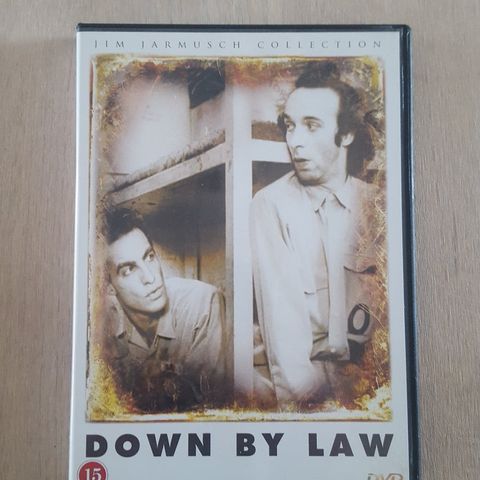 JIM JARMUSCH COLLECTION
DOWN BY LAW
15
DVD